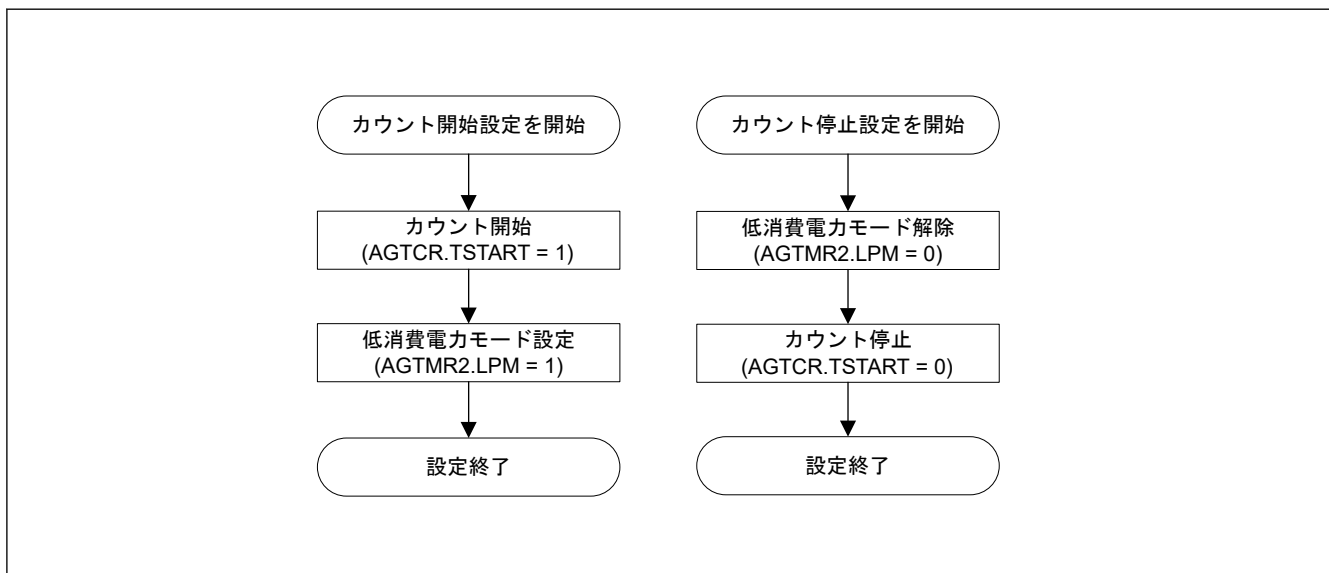 カウント開始設定を開始
カウント開始
(AGTCR.TSTART = 1)
低消費電力モード設定
(AGTMR2.LPM = 1)
設定終了
カウント停止設定を開始
低消費電力モード解除
(AGTMR2.LPM = 0)
カウント停止
(AGTCR.TSTART = 0)
設定終了